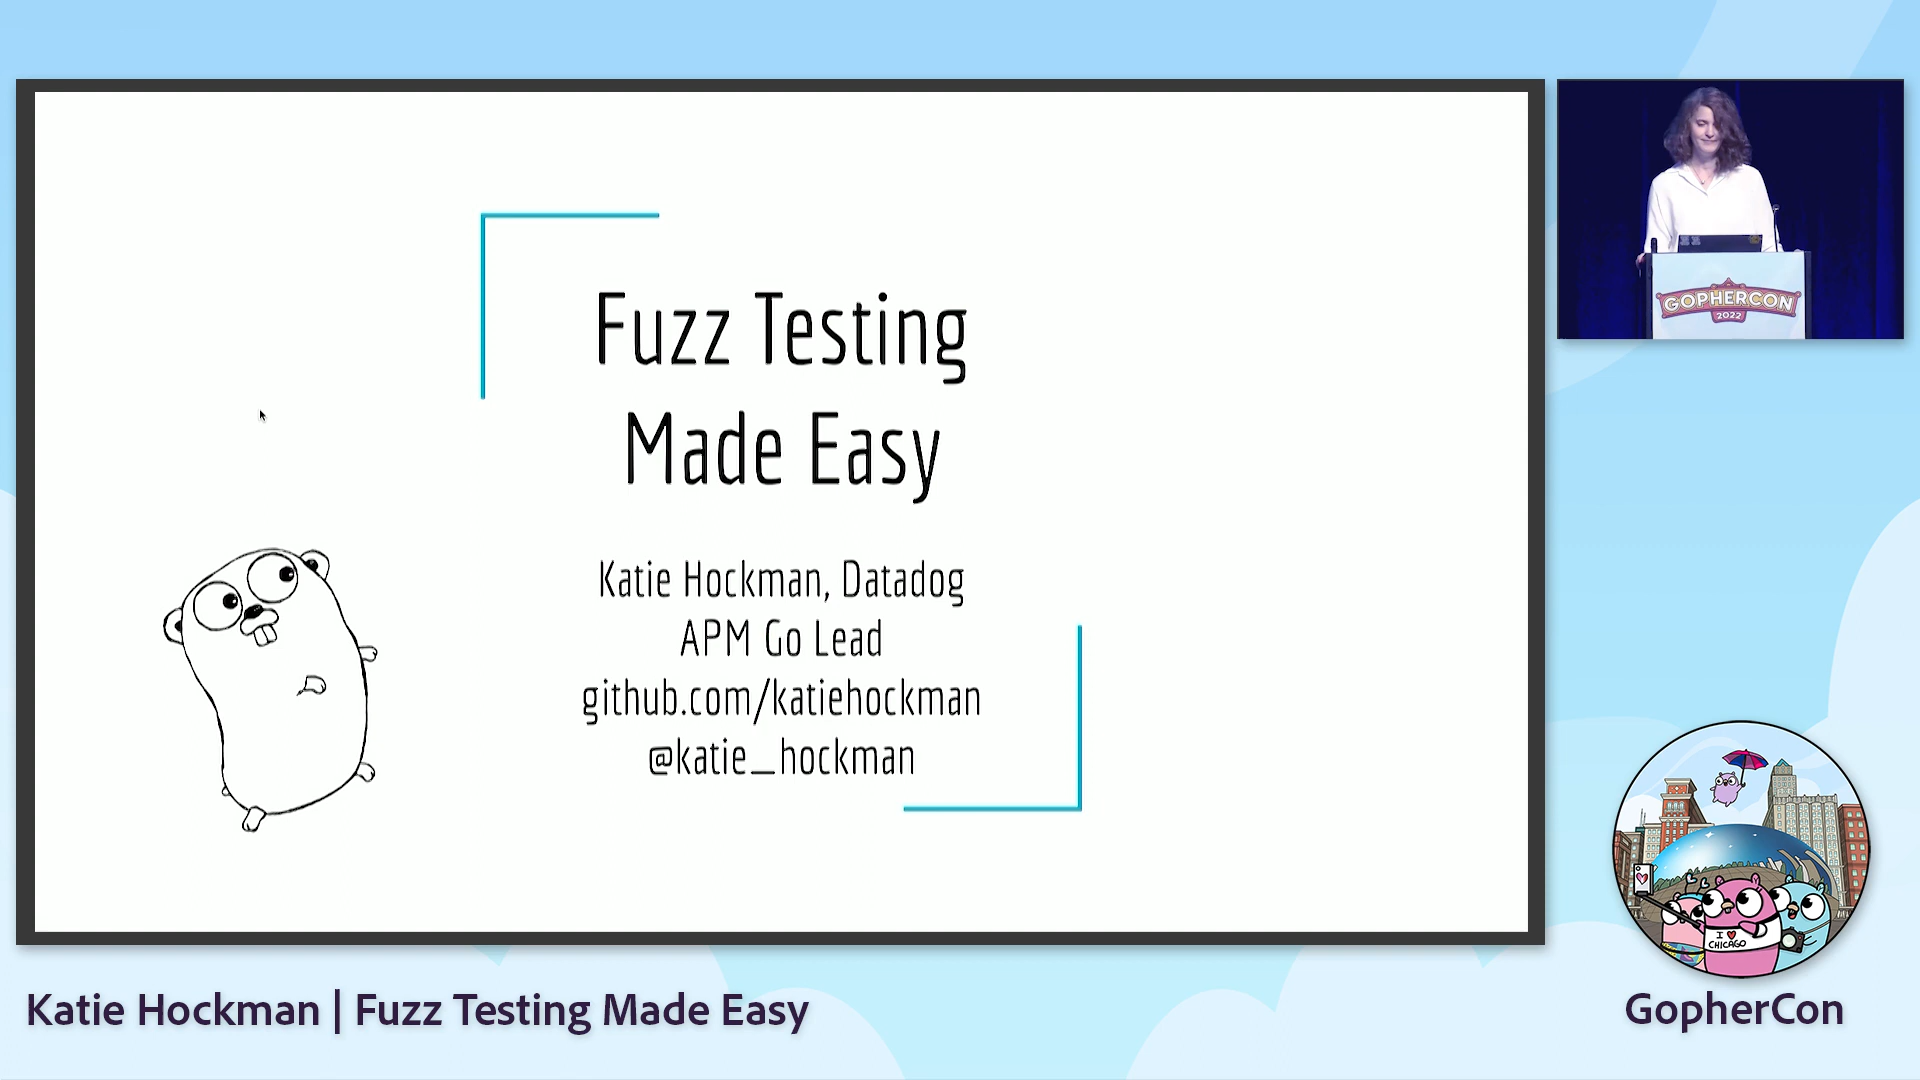 Fuzz Testing
Made Easy
Katie Hockman, Datadog
APM Go Lead
github.com/katiehockman
@katie_hockman
GOPHERCON
2022
I ♥
CHICAGO
Katie Hockman | Fuzz Testing Made Easy
GopherCon